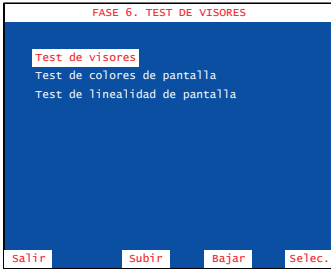 FASE 6. TEST DE VISORES
Test de visores
Test de colores de pantalla
Test de linealidad de pantalla
Salir Subir Bajar Selec.